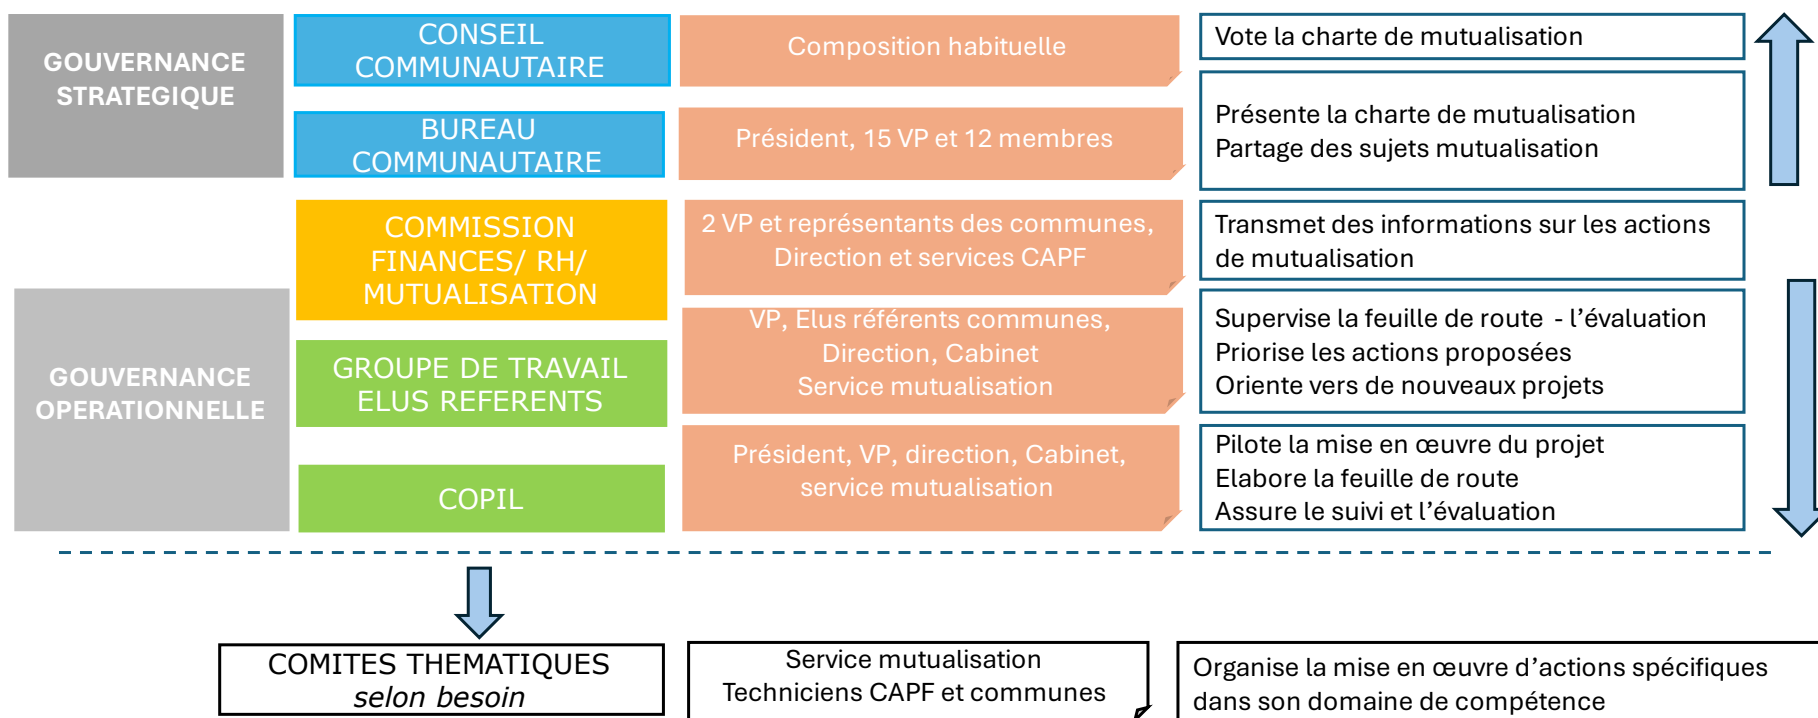 GOUVERNANCE
STRATEGIQUE
CONSEIL
COMMUNAUTAIRE
Composition habituelle
Vote la charte de mutualisation
BUREAU
COMMUNAUTAIRE
Président, 15 VP et 12 membres
Présente la charte de mutualisation
Partage des sujets mutualisation
GOUVERNANCE
OPERATIONNELLE
COMMISSION
FINANCES/ RH/
MUTUALISATION
2 VP et représentants des communes,
Direction et services CAPF
Transmet des informations sur les actions
de mutualisation
GROUPE DE TRAVAIL
ELUS REFERENTS
VP, Elus référents communes,
Direction, Cabinet
Service mutualisation
Supervise la feuille de route - l’évaluation
Priorise les actions proposées
Oriente vers de nouveaux projets
COPIL
Président, VP, direction, Cabinet,
service mutualisation
Pilote la mise en œuvre du projet
Elabore la feuille de route
Assure le suivi et l’évaluation
COMITES THEMATIQUES
selon besoin
Service mutualisation
Techniciens CAPF et communes
Organise la mise en œuvre d’actions spécifiques
dans son domaine de compétence